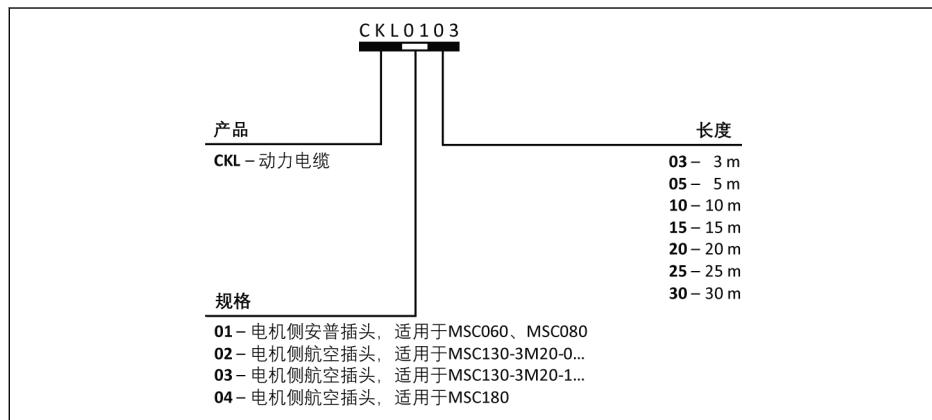 CKL0103
产品
CKL – 动力电缆
长度
03 – 3 m
05 – 5 m
10 – 10 m
15 – 15 m
20 – 20 m
25 – 25 m
30 – 30 m
规格
01 – 电机侧安普插头，适用于MSC060、MSC080
02 – 电机侧航空插头，适用于MSC130-3M20-0...
03 – 电机侧航空插头，适用于MSC130-3M20-1...
04 – 电机侧航空插头，适用于MSC180